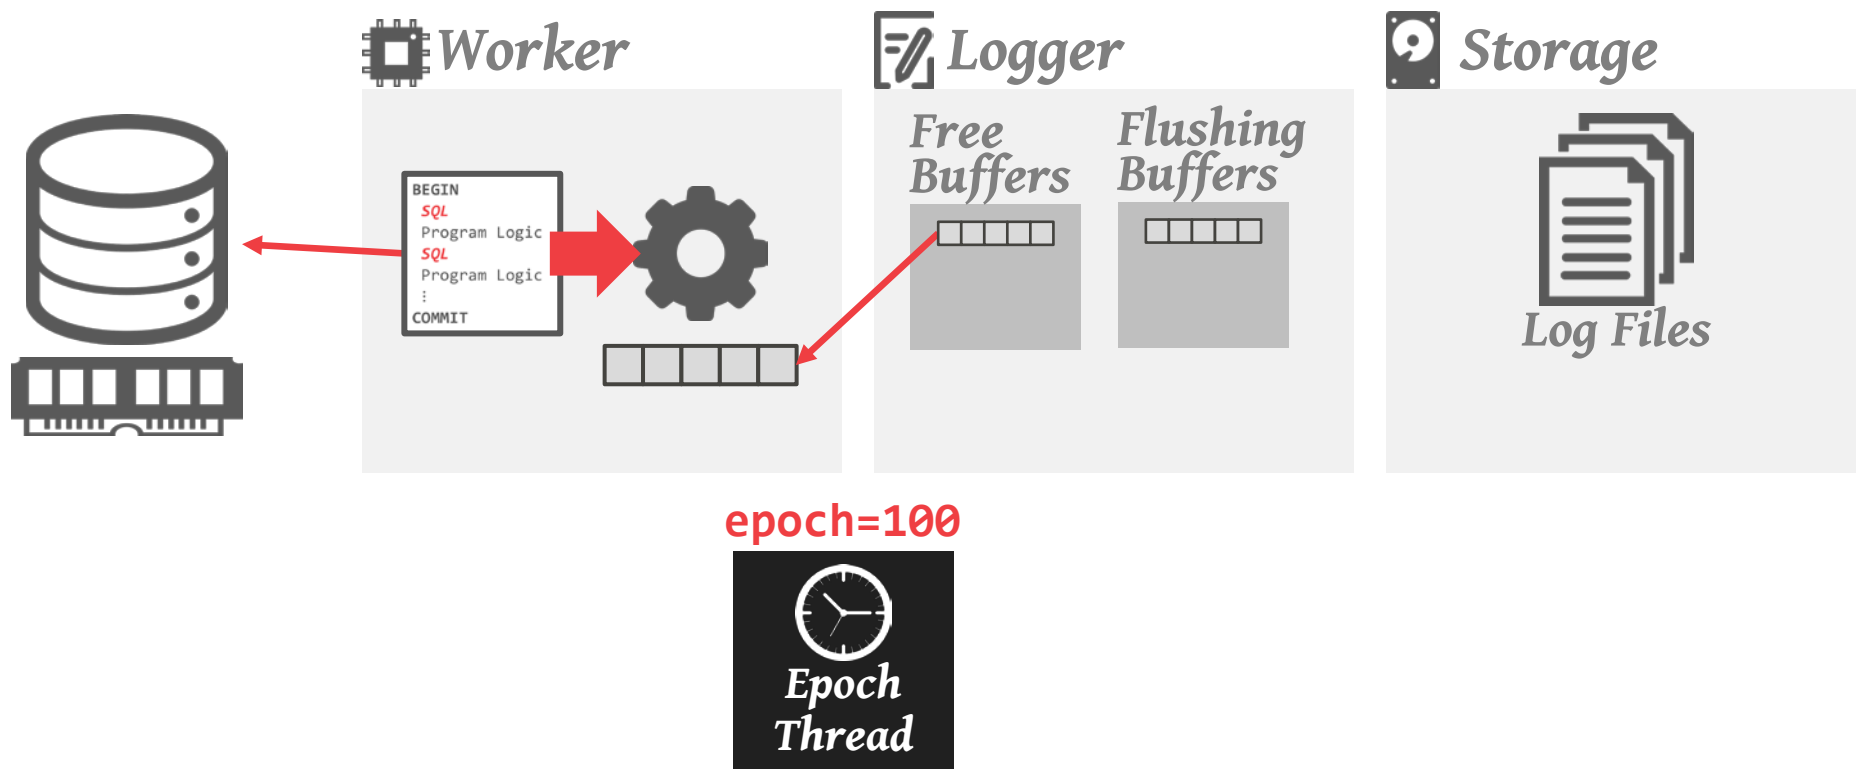 Worker
Logger
Storage
Free
Buffers
Flushing
Buffers
BEGIN
SQL
Program Logic
SQL
Program Logic
⋮
COMMIT
Log Files
epoch=100
Epoch
Thread